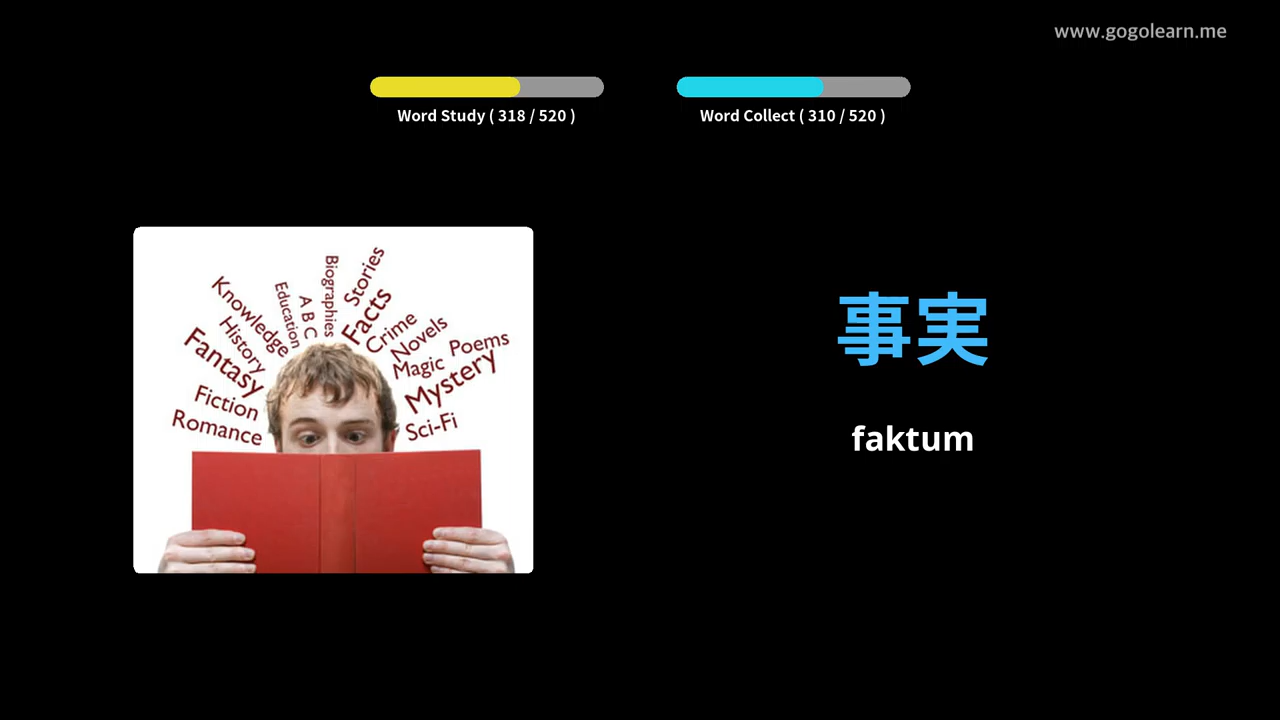 www.gogolearn.me
Word Study ( 318 / 520 )
Word Collect ( 310 / 520 )
Knowledge
Education
A B C
Biographies
Stories
Facts
History
Crime
Novels
Fantasy
Magic
Poems
Mystery
Fiction
Romance
Sci-Fi
事実
faktum